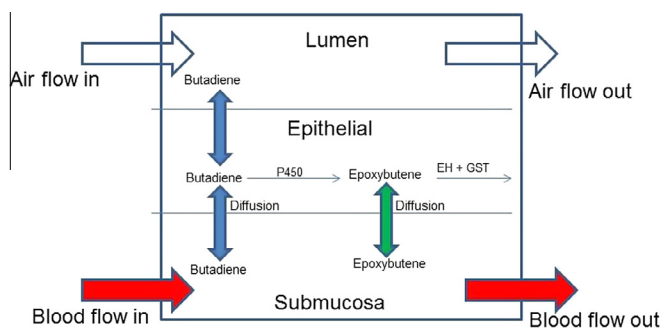 Lumen
Air flow in
Butadiene
Air flow out
Epithelial
Butadiene
P450
Epoxybutene
EH + GST
Diffusion
Diffusion
Butadiene
Epoxybutene
Submucosa
Blood flow in
Blood flow out